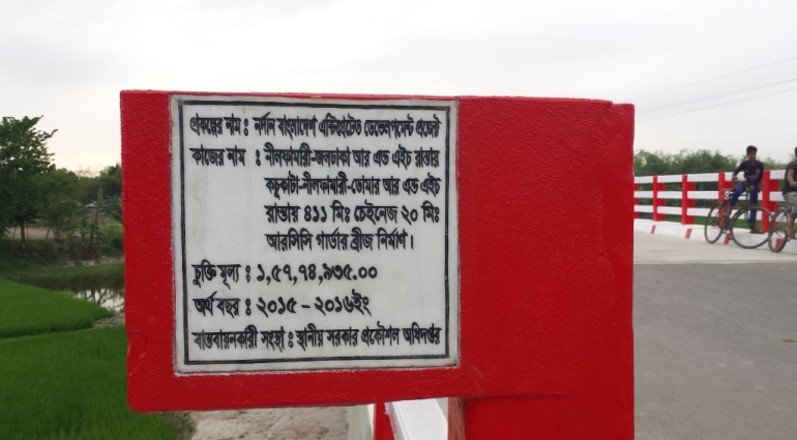 প্রকল্পের নাম : নর্দান বাংলাদেশ ইন্টিগ্রেটেড ডেভেলপমেন্ট প্রজেক্ট
কাজের নাম : নীলফামারী-জলঢাকা আর এন্ড এইচ রাস্তায়
কচুকাটা-নীলফামারী-ডোমার আর এন্ড এইচ
রাস্তায় ৪১১ মিঃ চেইনেজ ২০ মিঃ
আরসিসি গার্ডার ব্রীজ নির্মাণ।
চুক্তি মূল্য : ১,৫৭,৭৪,৯৩৫.০০
অর্থ বছর : ২০১৫ - ২০১৬ইং
বাস্তবায়নকারী সংস্থা : স্থানীয় সরকার প্রকৌশল অধিদপ্তর